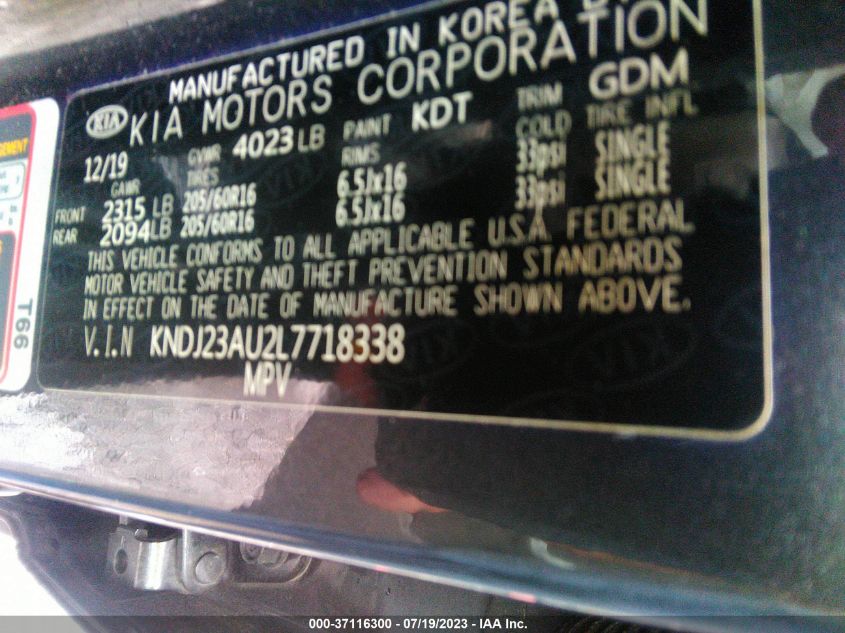 MANUFACTURED IN KOREA
KIA KIA MOTORS CORPORATION
12/19 GVWR 4023 LB PAINT KDT TRIM GDM
GAWR TIRES RIMS COLD TIRE INFL
FRONT 2315 LB 205/60R16 6.5Jx16 33psi SINGLE
REAR 2094LB 205/60R16 6.5Jx16 33psi SINGLE
THIS VEHICLE CONFORMS TO ALL APPLICABLE U.S.A. FEDERAL
MOTOR VEHICLE SAFETY AND THEFT PREVENTION STANDARDS
IN EFFECT ON THE DATE OF MANUFACTURE SHOWN ABOVE.
V.I.N KNDJ23AU2L7718338
MPV
T66
000-37116300 - 07/19/2023 - IAA Inc.